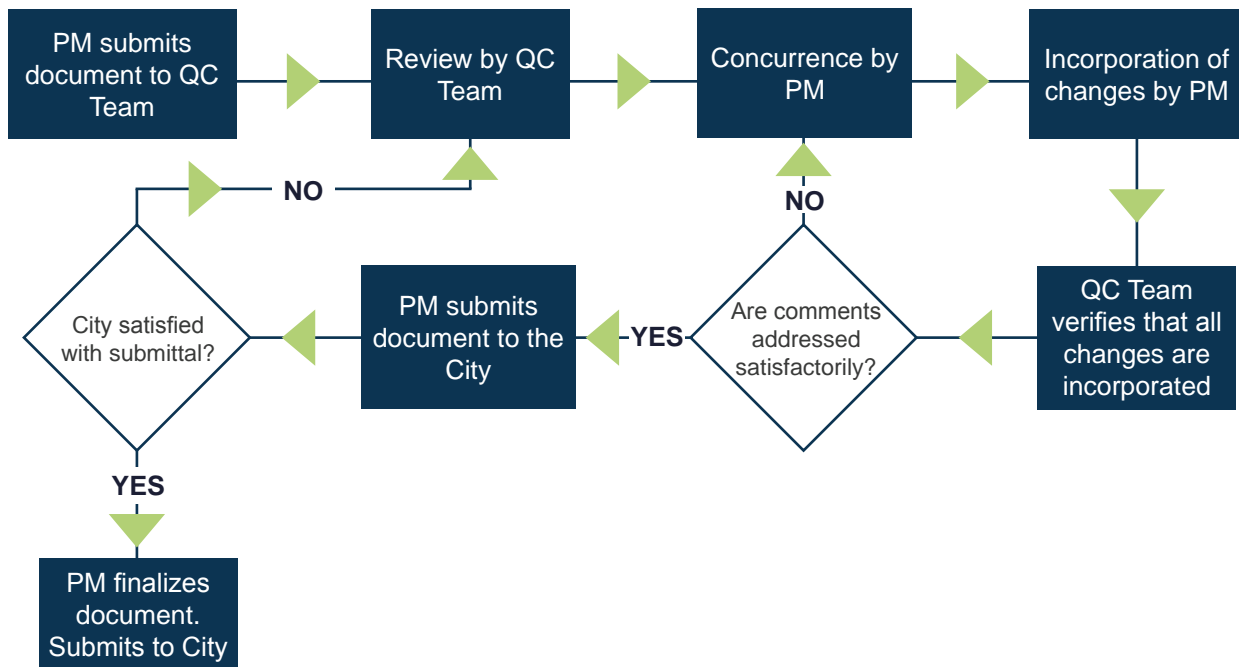 PM submits
document to QC
Team
Review by QC
Team
Concurrence by
PM
Incorporation of
changes by PM
NO
NO
City satisfied
with submittal?
PM submits
document to the
City
YES
Are comments
addressed
satisfactorily?
QC Team
verifies that all
changes are
incorporated
YES
PM finalizes
document.
Submits to City